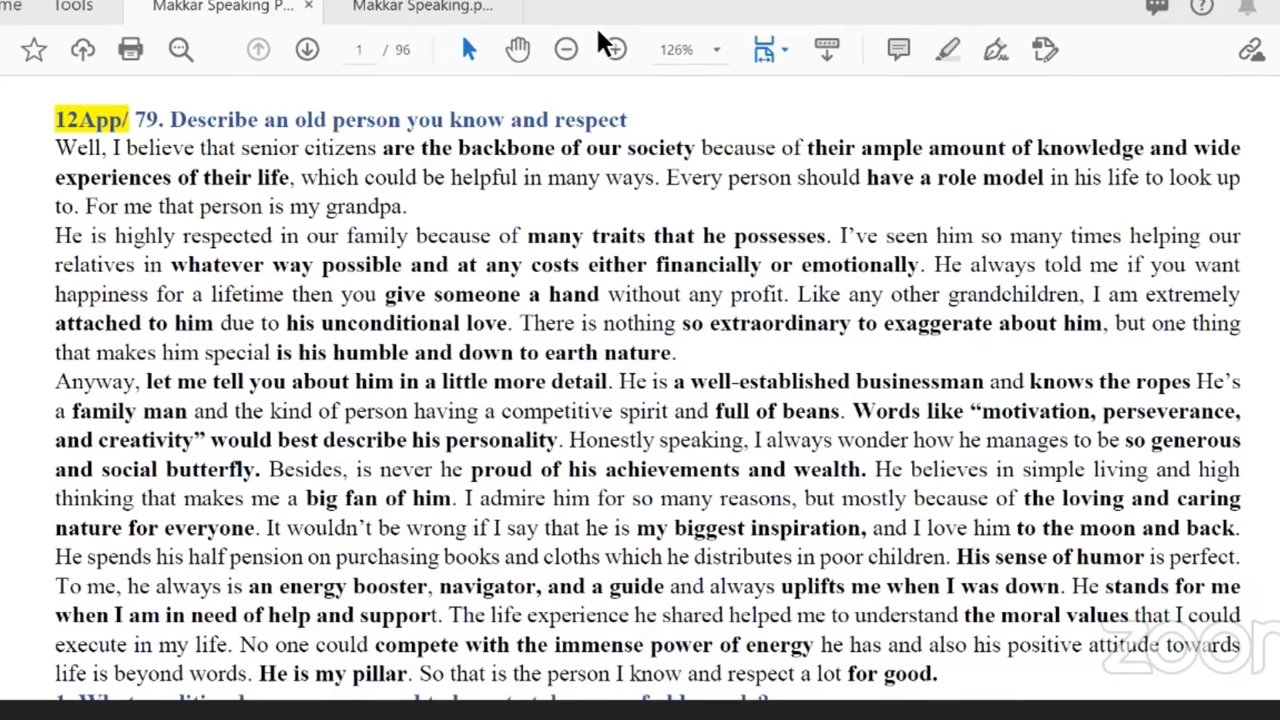 me Tools Makkar Speaking P... × Makkar Speaking.p...
1 / 96 126%
12App/ 79. Describe an old person you know and respect
Well, I believe that senior citizens are the backbone of our society because of their ample amount of knowledge and wide
experiences of their life, which could be helpful in many ways. Every person should have a role model in his life to look up
to. For me that person is my grandpa.
He is highly respected in our family because of many traits that he possesses. I’ve seen him so many times helping our
relatives in whatever way possible and at any costs either financially or emotionally. He always told me if you want
happiness for a lifetime then you give someone a hand without any profit. Like any other grandchildren, I am extremely
attached to him due to his unconditional love. There is nothing so extraordinary to exaggerate about him, but one thing
that makes him special is his humble and down to earth nature.
Anyway, let me tell you about him in a little more detail. He is a well-established businessman and knows the ropes He’s
a family man and the kind of person having a competitive spirit and full of beans. Words like “motivation, perseverance,
and creativity” would best describe his personality. Honestly speaking, I always wonder how he manages to be so generous
and social butterfly. Besides, is never he proud of his achievements and wealth. He believes in simple living and high
thinking that makes me a big fan of him. I admire him for so many reasons, but mostly because of the loving and caring
nature for everyone. It wouldn’t be wrong if I say that he is my biggest inspiration, and I love him to the moon and back.
He spends his half pension on purchasing books and cloths which he distributes in poor children. His sense of humor is perfect.
To me, he always is an energy booster, navigator, and a guide and always uplifts me when I was down. He stands for me
when I am in need of help and support. The life experience he shared helped me to understand the moral values that I could
execute in my life. No one could compete with the immense power of energy he has and also his positive attitude towards
life is beyond words. He is my pillar. So that is the person I know and respect a lot for good.
zoom